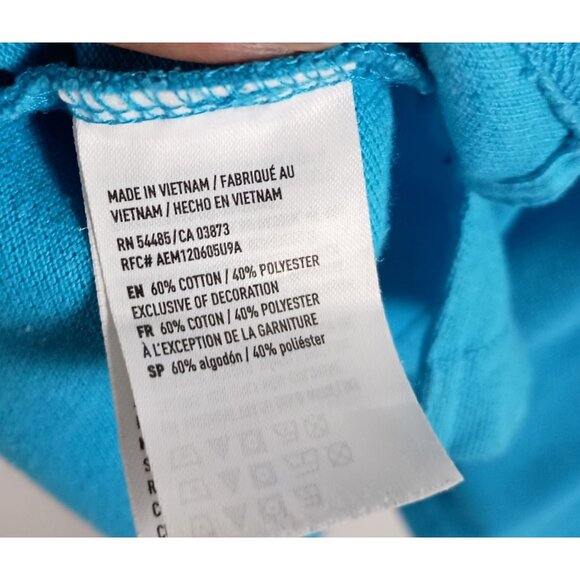 MADE IN VIETNAM / FABRIQUÉ AU
VIETNAM / HECHO EN VIETNAM
RN 54485/CA 03873
RFC# AEM120605U9A
EN 60% COTTON / 40% POLYESTER
EXCLUSIVE OF DECORATION
FR 60% COTON / 40% POLYESTER
À L'EXCEPTION DE LA GARNITURE
SP 60% algodón / 40% poliéster